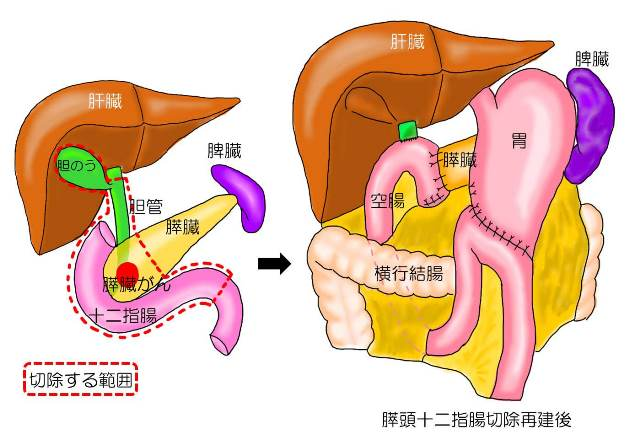 肝臓
胆のう
胆管
脾臓
膵臓
膵臓がん
十二指腸
切除する範囲
肝臓
脾臓
胃
膵臓
空腸
横行結腸
膵頭十二指腸切除再建後